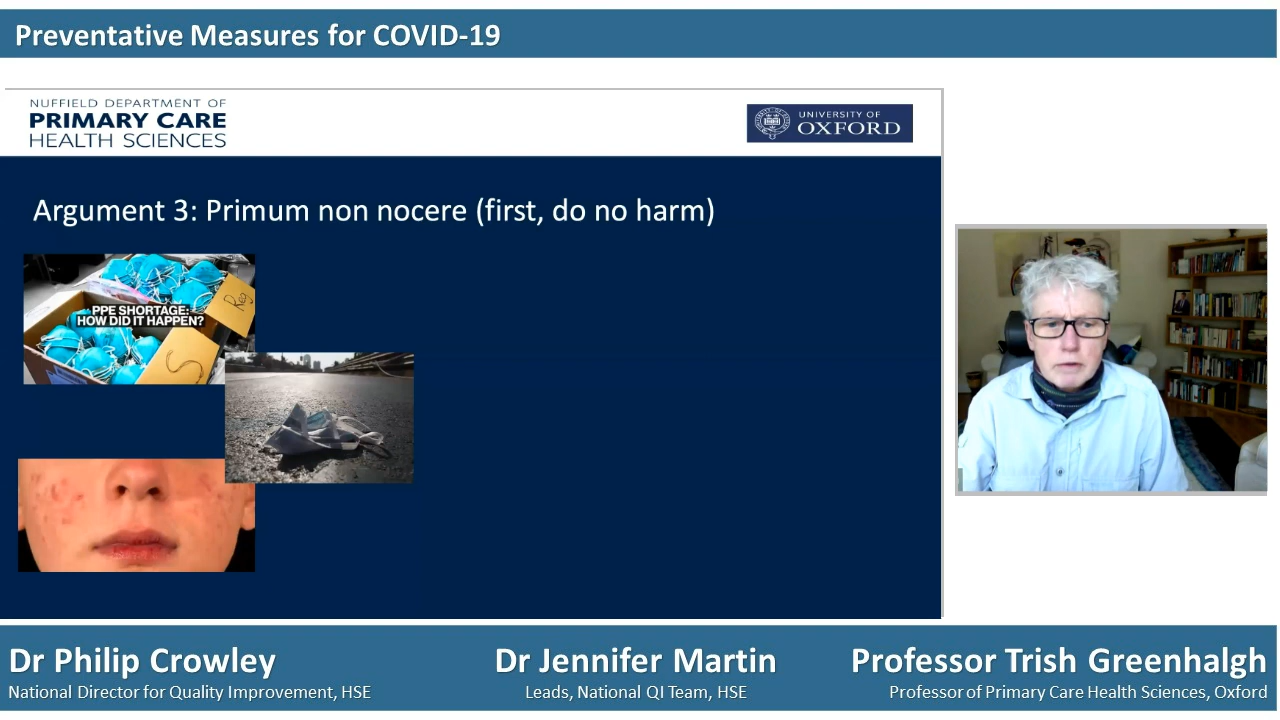 Preventative Measures for COVID-19
NUFFIELD DEPARTMENT OF
PRIMARY CARE
HEALTH SCIENCES
UNIVERSITY OF
OXFORD
Argument 3: Primum non nocere (first, do no harm)
PPE SHORTAGE:
HOW DID IT HAPPEN?
Reg
S
Dr Philip Crowley
National Director for Quality Improvement, HSE
Dr Jennifer Martin
Leads, National QI Team, HSE
Professor Trish Greenhalgh
Professor of Primary Care Health Sciences, Oxford